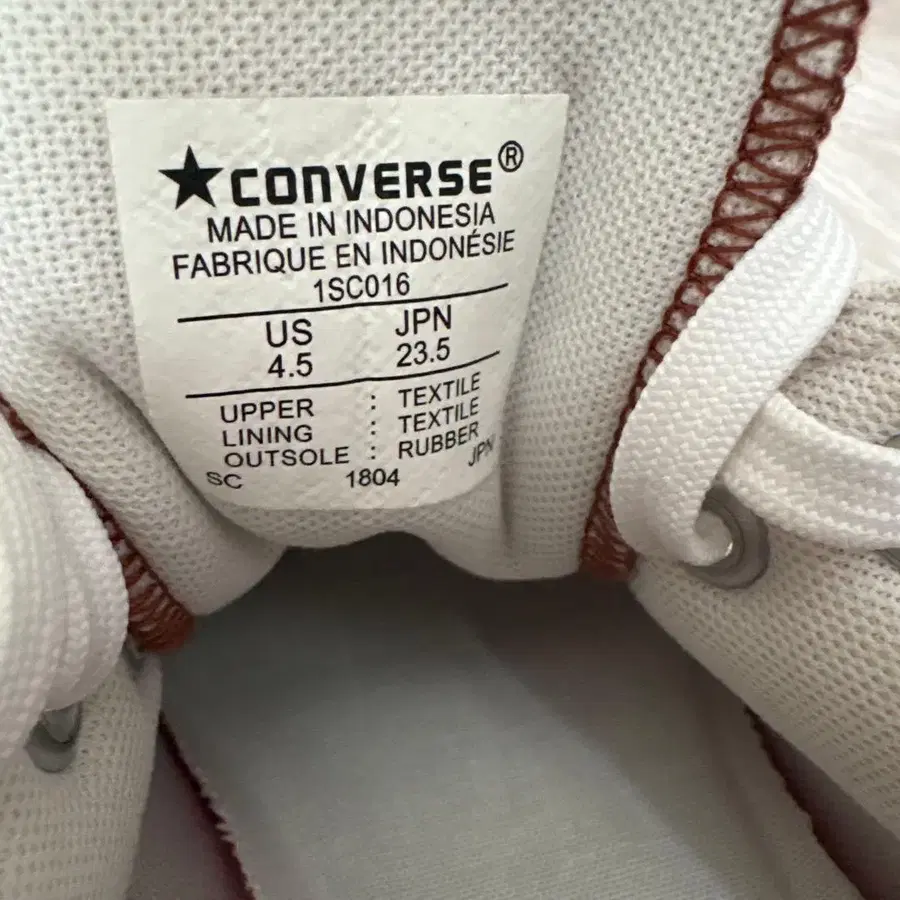 ★CONVERSE®
MADE IN INDONESIA
FABRIQUE EN INDONÉSIE
1SC016
US JPN
4.5 23.5
UPPER : TEXTILE
LINING : TEXTILE
OUTSOLE : RUBBER
SC 1804 JPN